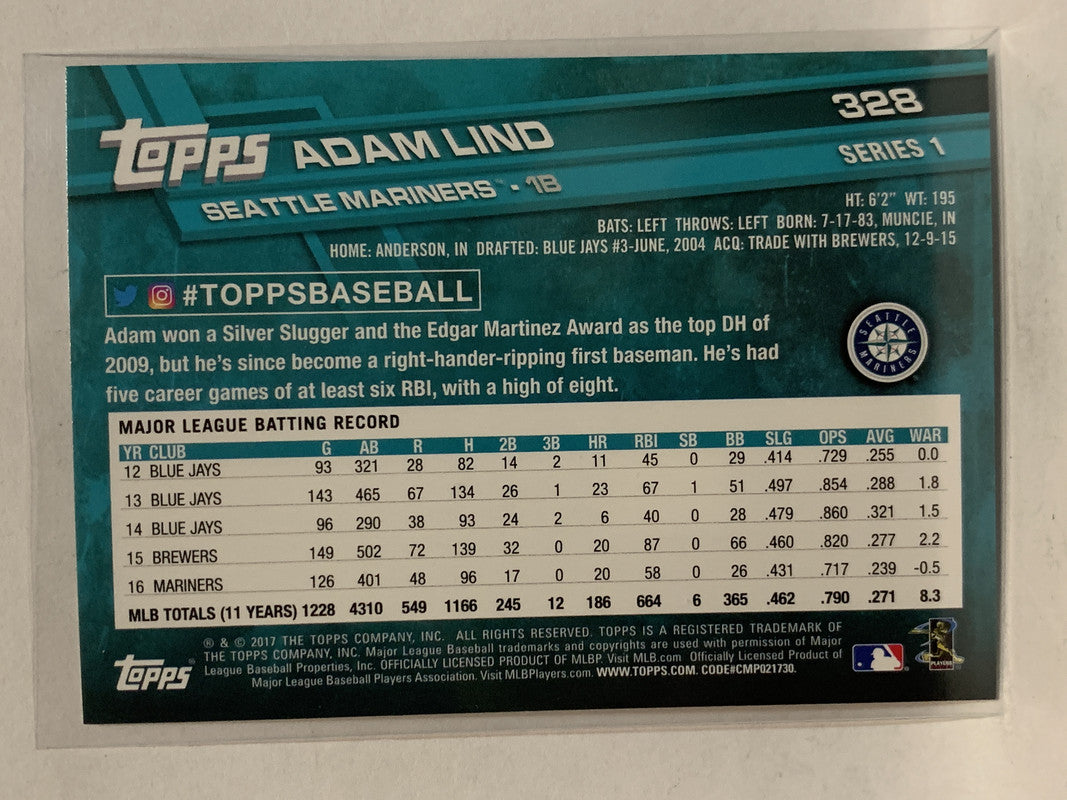 TOPPS ADAM LIND 328
SEATTLE MARINERS™ • 1B SERIES 1
HT: 6'2" WT: 195
BATS: LEFT THROWS: LEFT BORN: 7-17-83, MUNCIE, IN
HOME: ANDERSON, IN DRAFTED: BLUE JAYS #3-JUNE, 2004 ACQ: TRADE WITH BREWERS, 12-9-15
#TOPPSBASEBALL
Adam won a Silver Slugger and the Edgar Martinez Award as the top DH of
2009, but he's since become a right-hander-ripping first baseman. He's had
five career games of at least six RBI, with a high of eight.
SEATTLE MARINERS
MAJOR LEAGUE BATTING RECORD
YR CLUB G AB R H 2B 3B HR RBI SB BB SLG OPS AVG WAR
12 BLUE JAYS 93 321 28 82 14 2 11 45 0 29 .414 .729 .255 0.0
13 BLUE JAYS 143 465 67 134 26 1 23 67 1 51 .497 .854 .288 1.8
14 BLUE JAYS 96 290 38 93 24 2 6 40 0 28 .479 .860 .321 1.5
15 BREWERS 149 502 72 139 32 0 20 87 0 66 .460 .820 .277 2.2
16 MARINERS 126 401 48 96 17 0 20 58 0 26 .431 .717 .239 -0.5
MLB TOTALS (11 YEARS) 1228 4310 549 1166 245 12 186 664 6 365 .462 .790 .271 8.3
® & © 2017 THE TOPPS COMPANY, INC. ALL RIGHTS RESERVED. TOPPS IS A REGISTERED TRADEMARK OF
THE TOPPS COMPANY, INC. Major League Baseball trademarks and copyrights are used with permission of Major
League Baseball Properties, Inc. OFFICIALLY LICENSED PRODUCT OF MLBP. Visit MLB.com. Officially Licensed Product of
Major League Baseball Players Association. Visit MLBPlayers.com. WWW.TOPPS.COM. CODE#CMP021730.
TOPPS®
PLAYERS